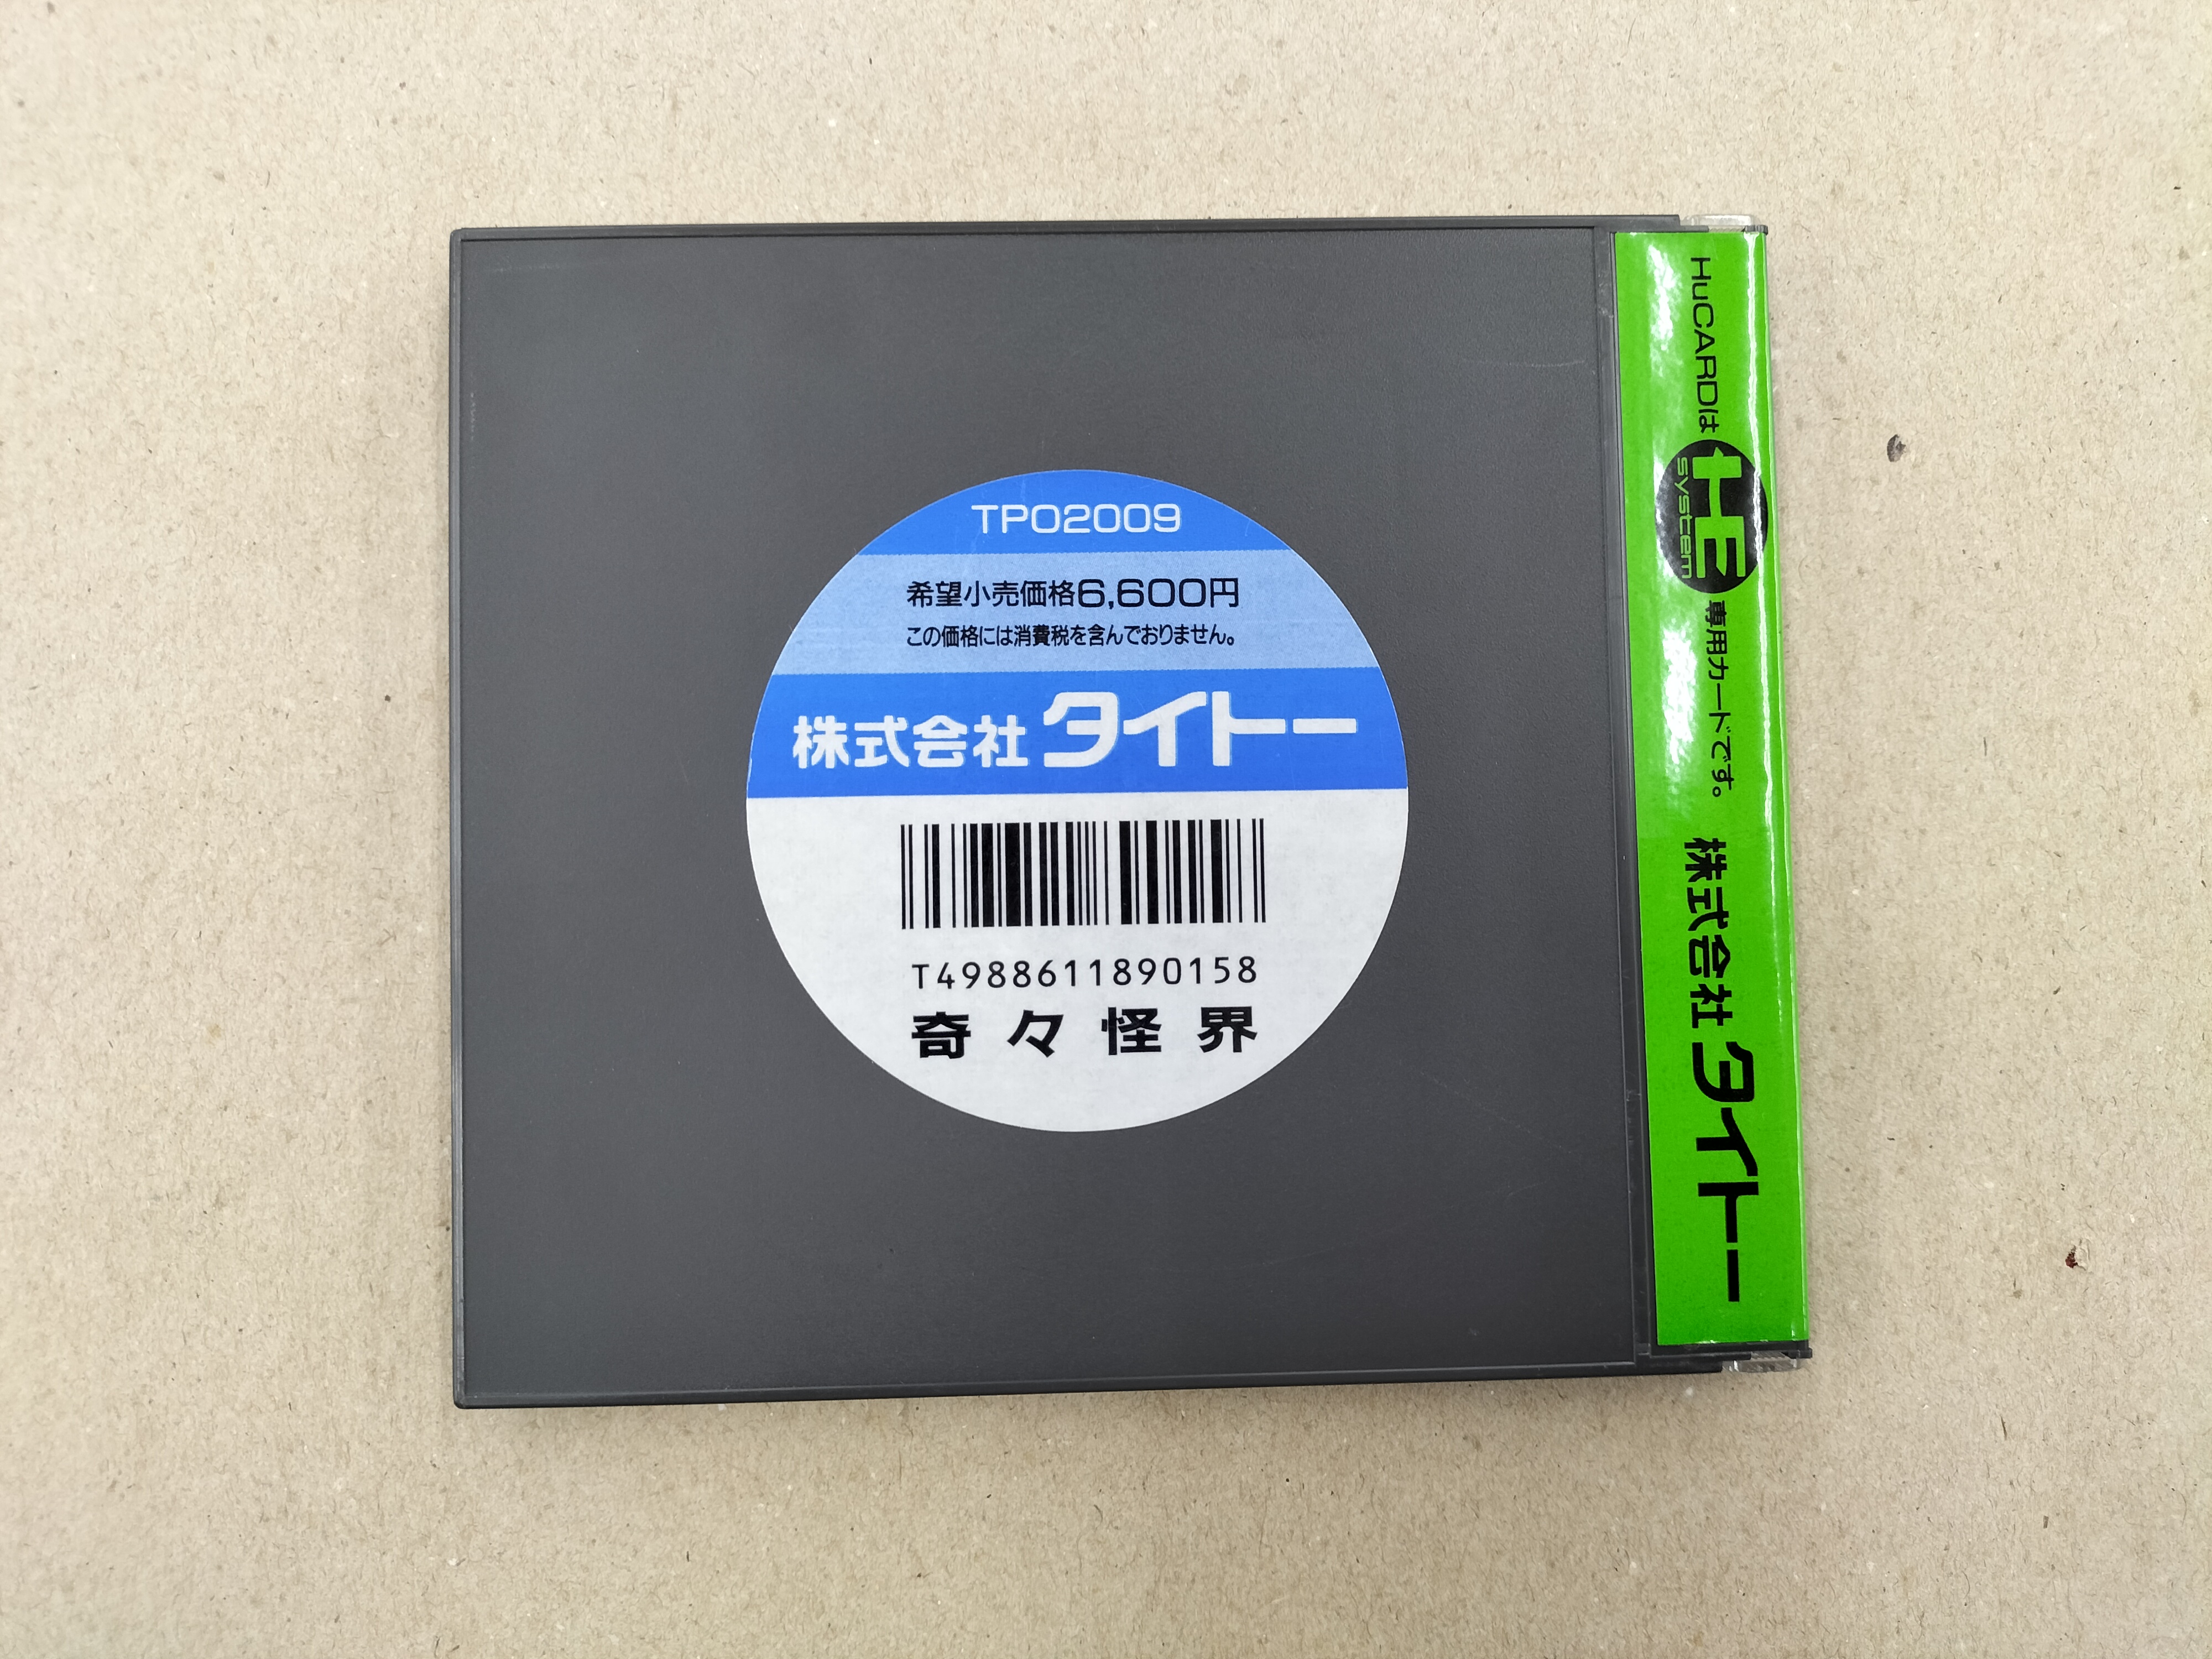 TP02009
希望小売価格6,600円
この価格には消費税を含んでおりません。
株式会社タイトー
T4988611890158
奇々怪界
HuCARDは HE system 専用カードです。 株式会社タイトー